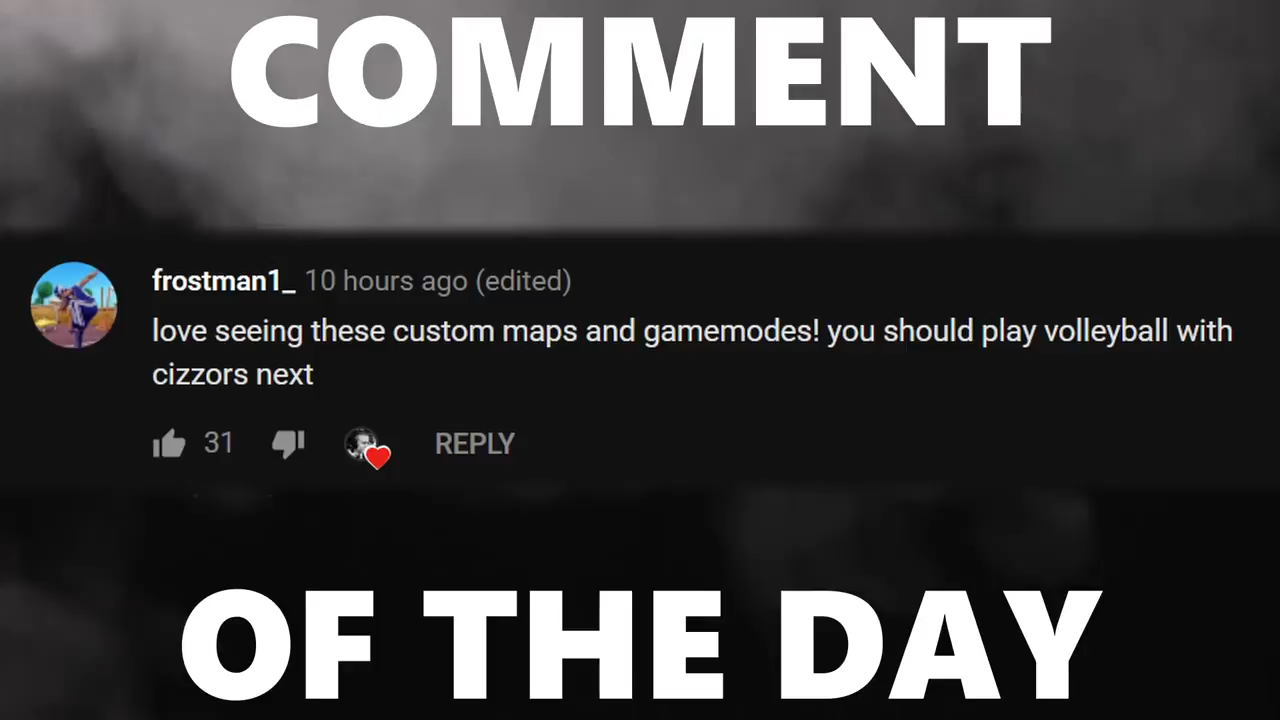 COMMENT
frostman1_ 10 hours ago (edited)
love seeing these custom maps and gamemodes! you should play volleyball with
cizzors next
31 REPLY
OF THE DAY